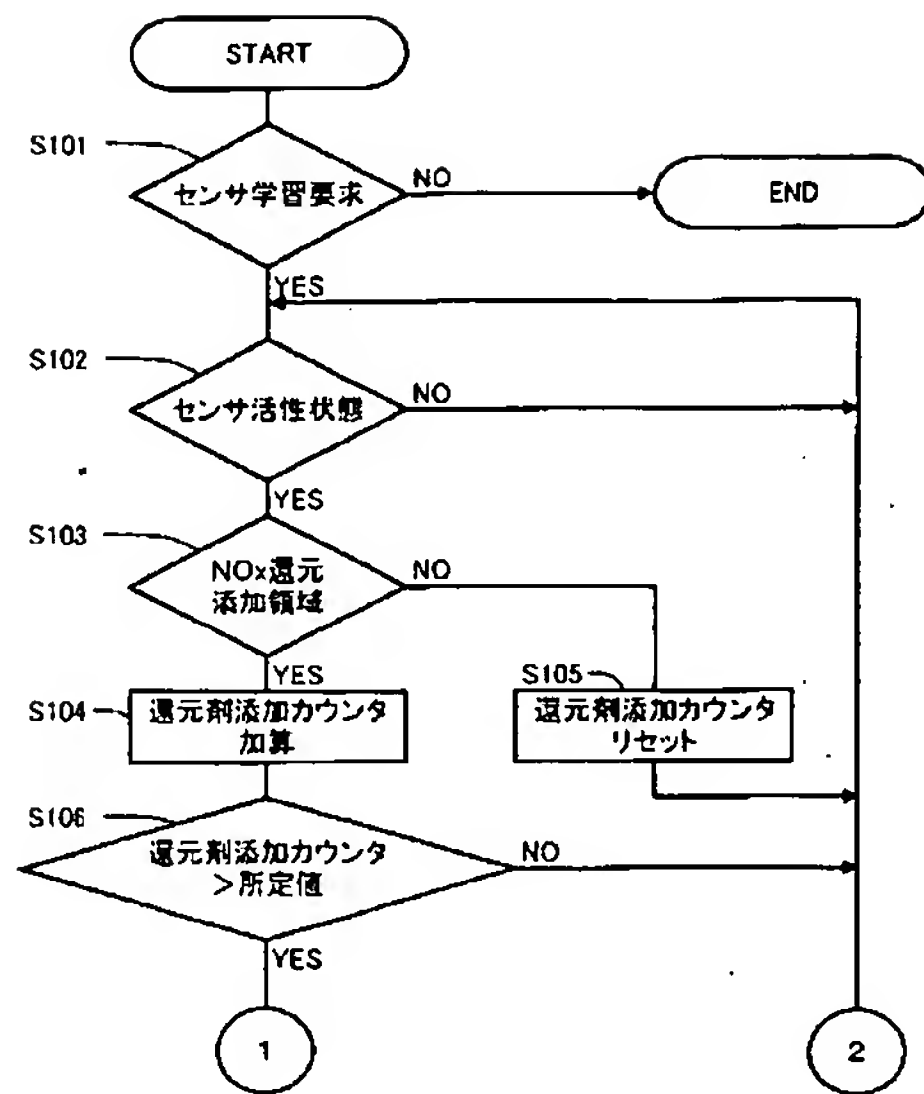 START
S101
センサ学習要求
NO
END
YES
S102
センサ活性状態
NO
YES
S103
NOx還元
添加領域
NO
YES
S104
還元剤添加カウンタ
加算
S105
還元剤添加カウンタ
リセット
S106
還元剤添加カウンタ
＞所定値
NO
YES
1
2